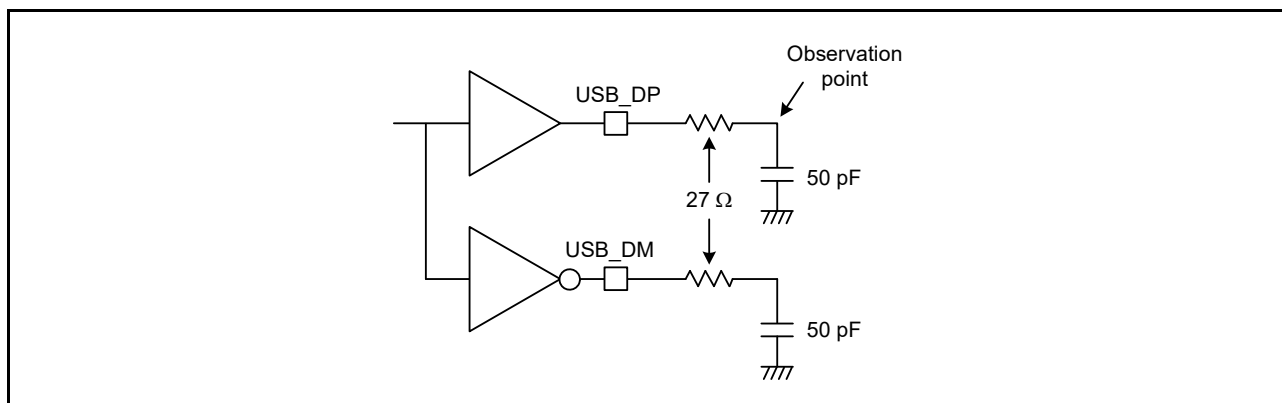 Observation
point
USB_DP
50 pF
27 Ω
USB_DM
50 pF